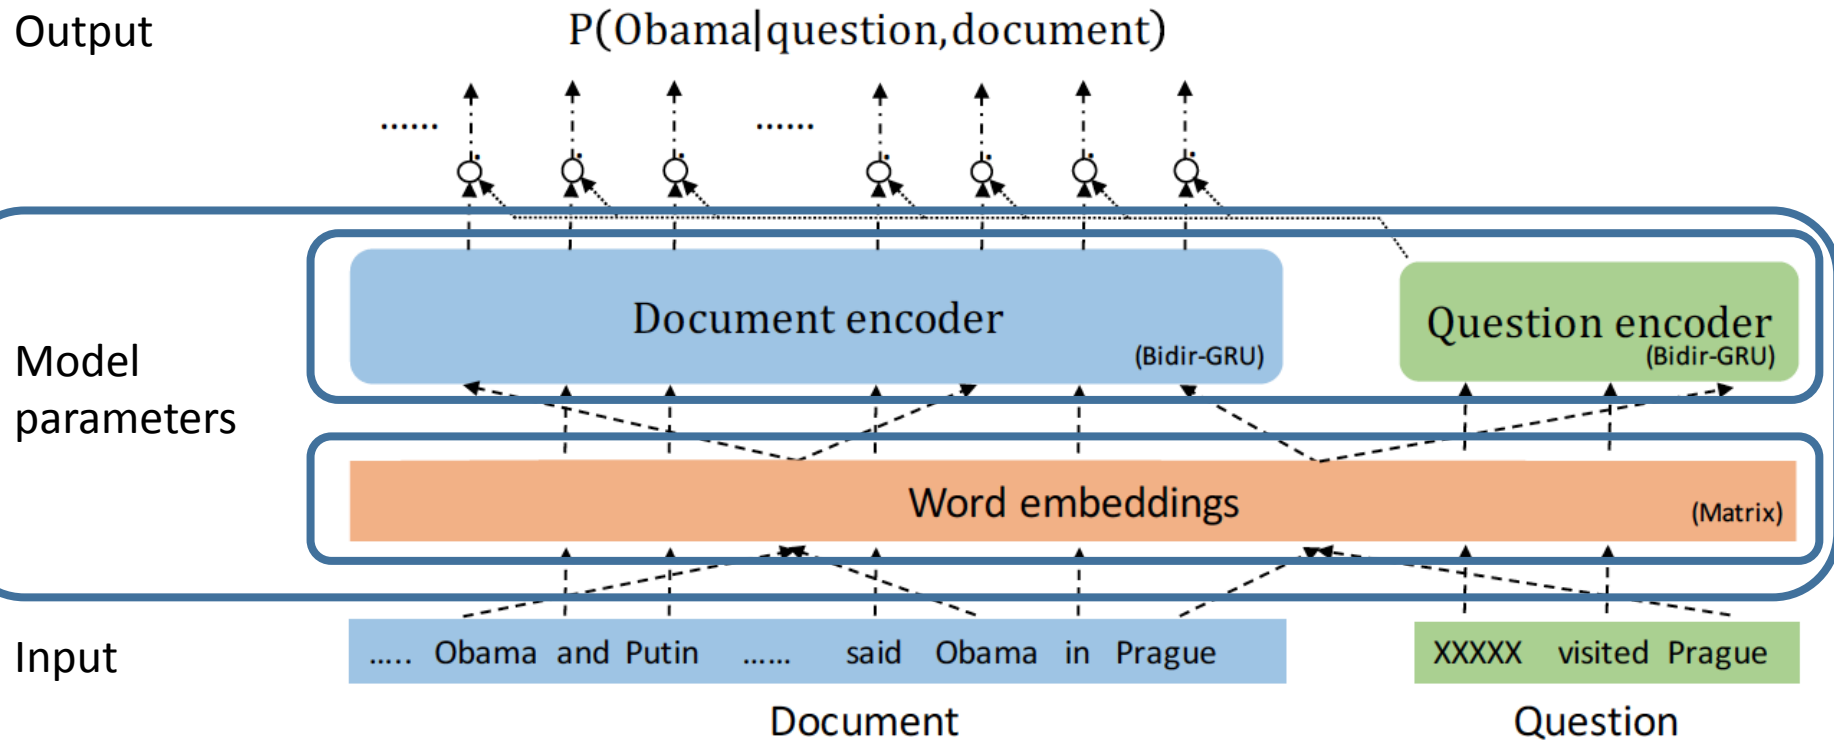 Output
P(Obama|question,document)
...... ......
Model
parameters
Document encoder
(Bidir-GRU)
Question encoder
(Bidir-GRU)
Word embeddings
(Matrix)
Input
..... Obama and Putin ...... said Obama in Prague
XXXXX visited Prague
Document
Question